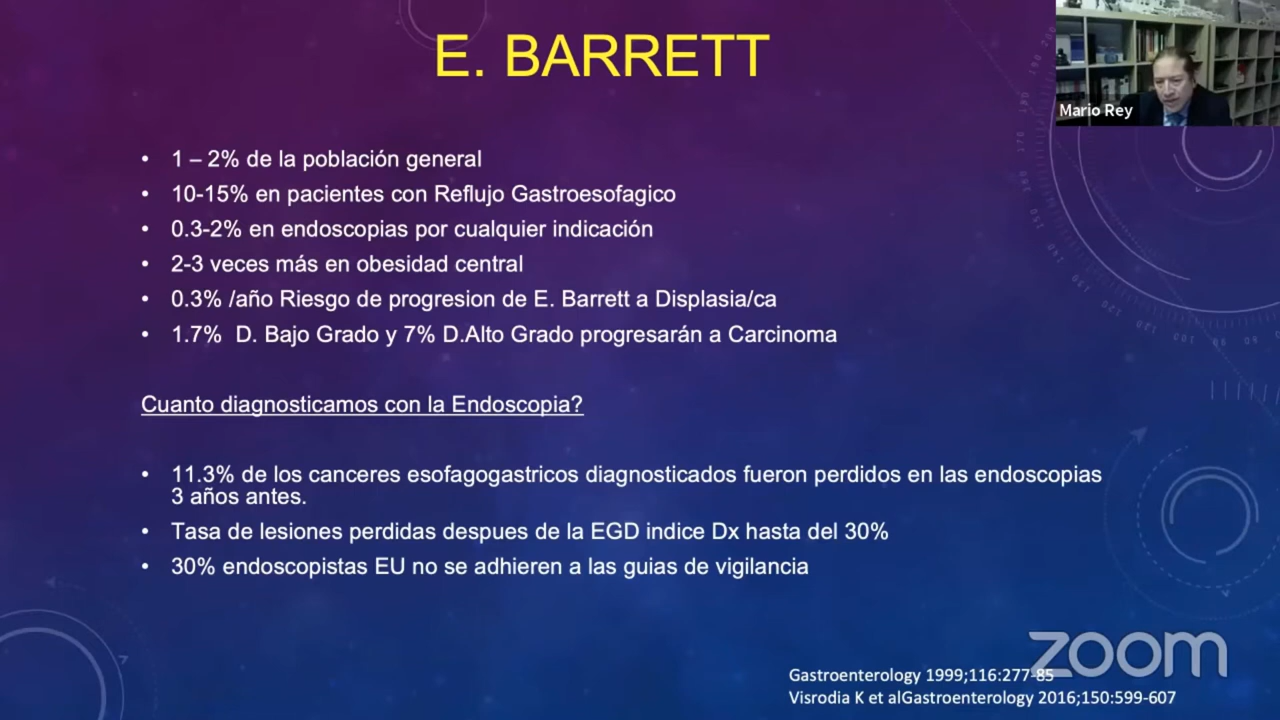 E. BARRETT
Mario Rey
• 1 – 2% de la población general
• 10-15% en pacientes con Reflujo Gastroesofagico
• 0.3-2% en endoscopias por cualquier indicación
• 2-3 veces más en obesidad central
• 0.3% /año Riesgo de progresion de E. Barrett a Displasia/ca
• 1.7% D. Bajo Grado y 7% D.Alto Grado progresarán a Carcinoma
Cuanto diagnosticamos con la Endoscopia?
• 11.3% de los canceres esofagogastricos diagnosticados fueron perdidos en las endoscopias
3 años antes.
• Tasa de lesiones perdidas despues de la EGD indice Dx hasta del 30%
• 30% endoscopistas EU no se adhieren a las guias de vigilancia
zoom
Gastroenterology 1999;116:277-85
Visrodia K et alGastroenterology 2016;150:599-607